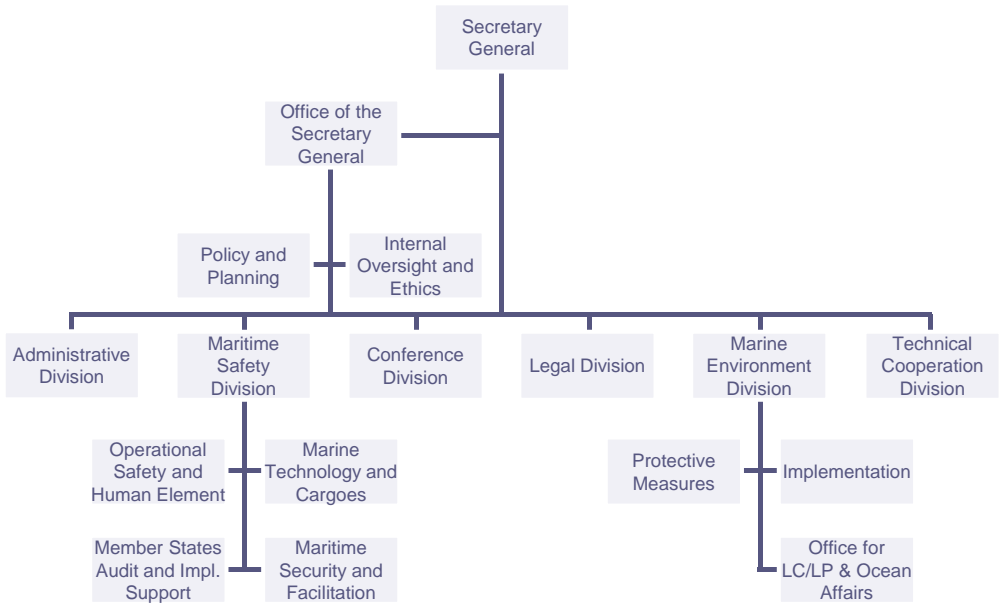 Secretary
General
Office of the
Secretary
General
Policy and
Planning
Internal
Oversight and
Ethics
Administrative
Division
Maritime
Safety
Division
Conference
Division
Legal Division
Marine
Environment
Division
Technical
Cooperation
Division
Operational
Safety and
Human Element
Marine
Technology and
Cargoes
Protective
Measures
Implementation
Member States
Audit and Impl.
Support
Maritime
Security and
Facilitation
Office for
LC/LP & Ocean
Affairs